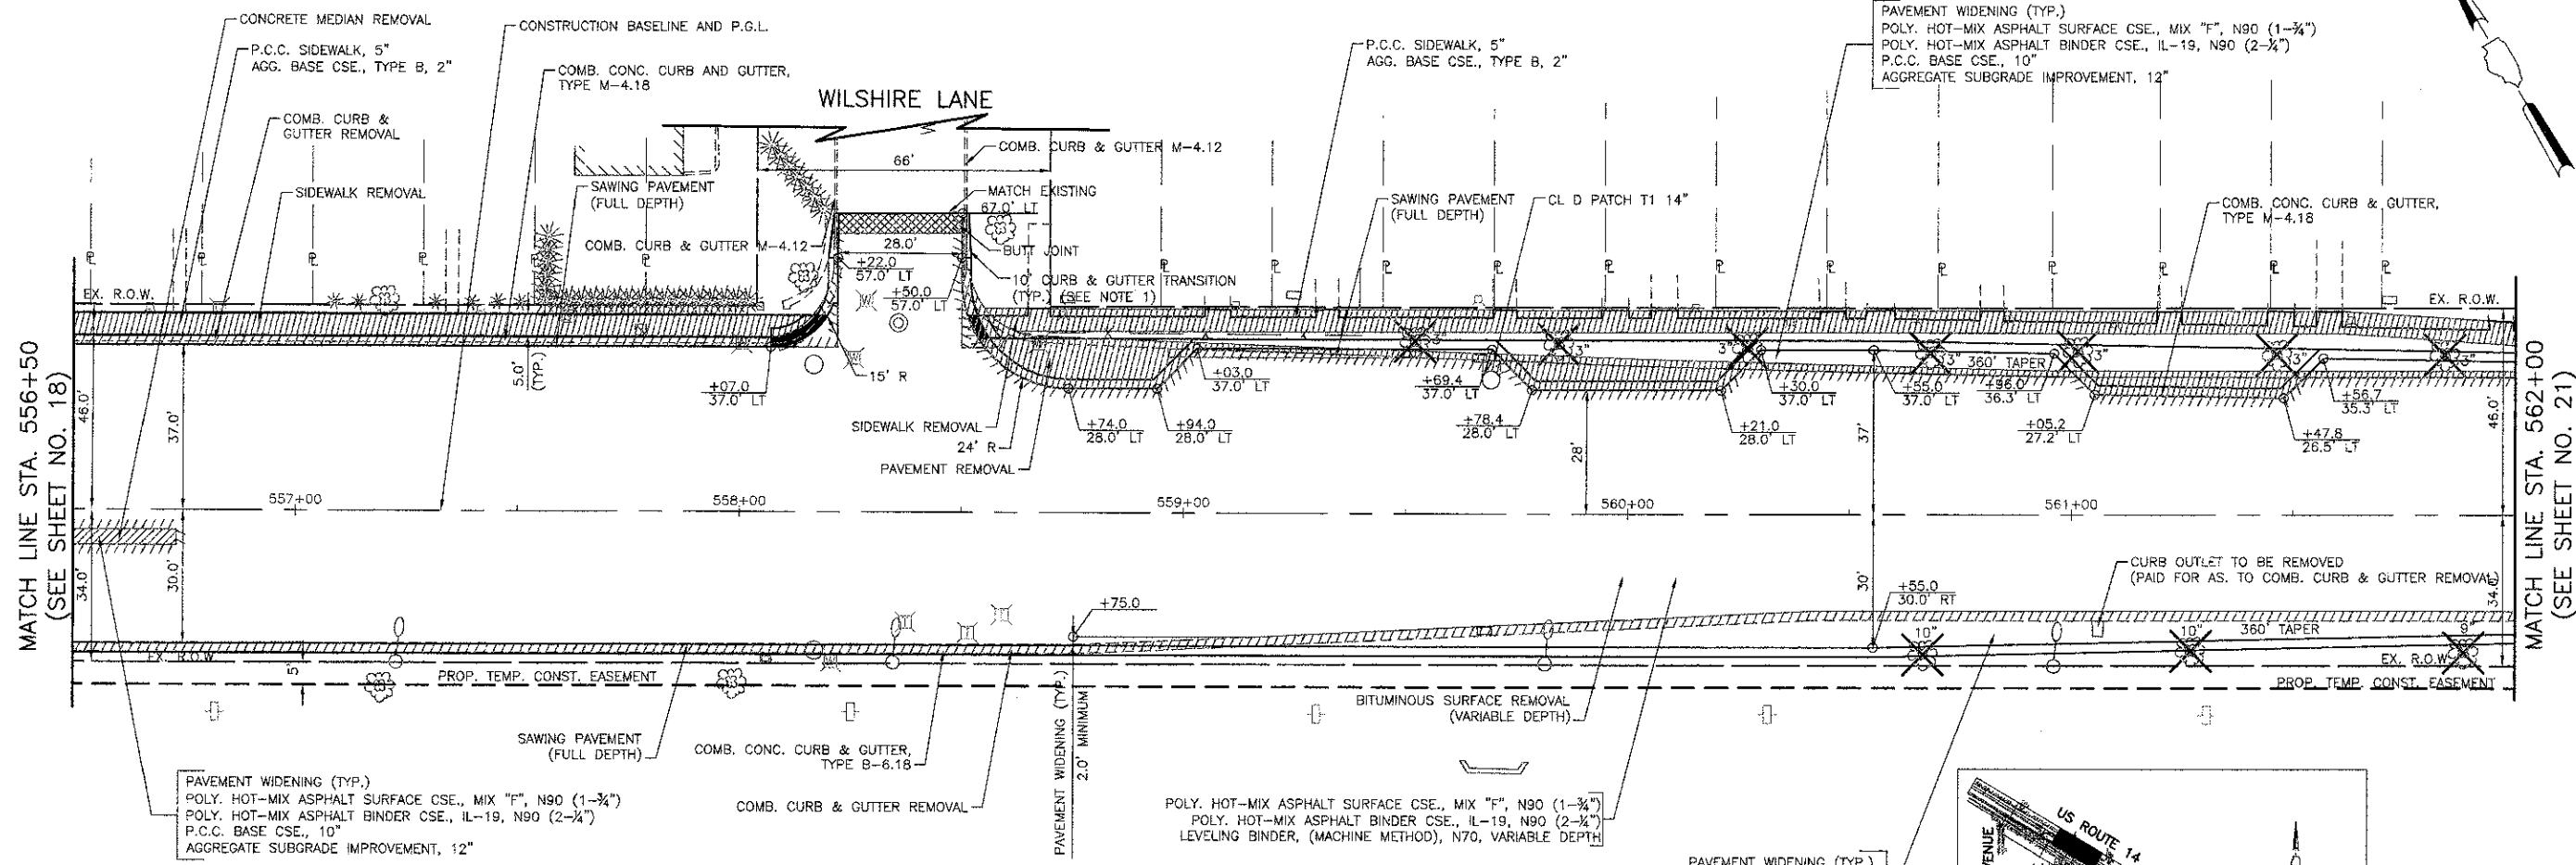 CONCRETE MEDIAN REMOVAL
P.C.C. SIDEWALK, 5"
AGG. BASE CSE., TYPE B, 2"
CONSTRUCTION BASELINE AND P.G.L.
COMB. CONC. CURB AND GUTTER,
TYPE M-4.18
COMB. CURB &
GUTTER REMOVAL
SIDEWALK REMOVAL
SAWING PAVEMENT
(FULL DEPTH)
WILSHIRE LANE
66'
COMB. CURB & GUTTER M-4.12
MATCH EXISTING
67.0' LT
COMB. CURB & GUTTER M-4.12
28.0'
BUTT JOINT
+22.0
57.0' LT
+50.0
57.0' LT
10' CURB & GUTTER TRANSITION
(TYP.) (SEE NOTE 1)
P.C.C. SIDEWALK, 5"
AGG. BASE CSE., TYPE B, 2"
SAWING PAVEMENT
(FULL DEPTH)
CL D PATCH T1 14"
PAVEMENT WIDENING (TYP.)
POLY. HOT-MIX ASPHALT SURFACE CSE., MIX "F", N90 (1-¾")
POLY. HOT-MIX ASPHALT BINDER CSE., IL-19, N90 (2-¼")
P.C.C. BASE CSE., 10"
AGGREGATE SUBGRADE IMPROVEMENT, 12"
COMB. CONC. CURB & GUTTER,
TYPE M-4.18
EX. R.O.W.
EX. R.O.W.
MATCH LINE STA. 556+50
(SEE SHEET NO. 18)
46.0'
37.0'
34.0'
30.0'
5.0'
(TYP.)
+07.0
37.0' LT
15' R
SIDEWALK REMOVAL
24' R
PAVEMENT REMOVAL
+74.0
28.0' LT
+94.0
28.0' LT
+03.0
37.0' LT
+69.4
37.0' LT
+78.4
28.0' LT
+21.0
28.0' LT
+30.0
37.0' LT
+55.0
37.0' LT
360' TAPER
+96.0
36.3' LT
+05.2
27.2' LT
+47.8
26.5' LT
+56.7
35.3' LT
3"
3"
3"
3"
3"
3"
3"
28'
37'
30'
46.0'
34.0'
557+00
558+00
559+00
560+00
561+00
MATCH LINE STA. 562+00
(SEE SHEET NO. 21)
CURB OUTLET TO BE REMOVED
(PAID FOR AS. TO COMB. CURB & GUTTER REMOVAL)
+75.0
+55.0
30.0' RT
10"
10"
360' TAPER
9"
EX. R.O.W
EX. R.O.W.
5'
PROP. TEMP. CONST. EASEMENT
PROP. TEMP. CONST. EASEMENT
SAWING PAVEMENT
(FULL DEPTH)
COMB. CONC. CURB & GUTTER,
TYPE B-6.18
COMB. CURB & GUTTER REMOVAL
PAVEMENT WIDENING (TYP.)
2.0' MINIMUM
BITUMINOUS SURFACE REMOVAL
(VARIABLE DEPTH)
PAVEMENT WIDENING (TYP.)
POLY. HOT-MIX ASPHALT SURFACE CSE., MIX "F", N90 (1-¾")
POLY. HOT-MIX ASPHALT BINDER CSE., IL-19, N90 (2-¼")
P.C.C. BASE CSE., 10"
AGGREGATE SUBGRADE IMPROVEMENT, 12"
POLY. HOT-MIX ASPHALT SURFACE CSE., MIX "F", N90 (1-¾")
POLY. HOT-MIX ASPHALT BINDER CSE., IL-19, N90 (2-¼")
LEVELING BINDER, (MACHINE METHOD), N70, VARIABLE DEPTH
PAVEMENT WIDENING (TYP.)
US ROUTE 14